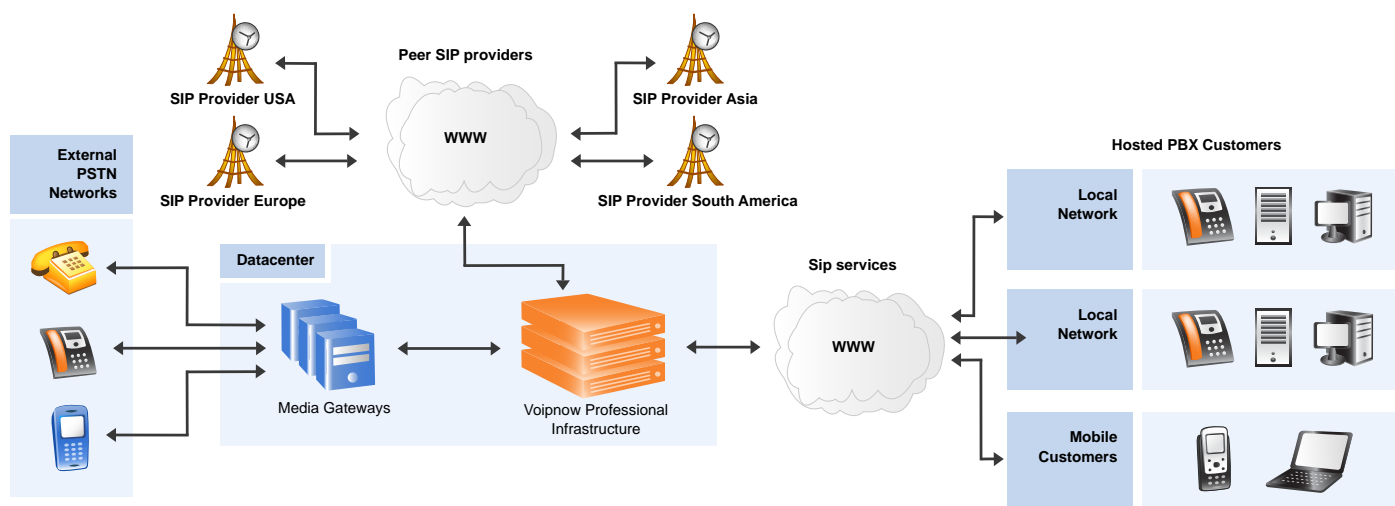 Peer SIP providers
SIP Provider USA
SIP Provider Asia
WWW
SIP Provider Europe
SIP Provider South America
External
PSTN
Networks
Datacenter
Media Gateways
Voipnow Professional
Infrastructure
Sip services
WWW
Hosted PBX Customers
Local
Network
Local
Network
Mobile
Customers